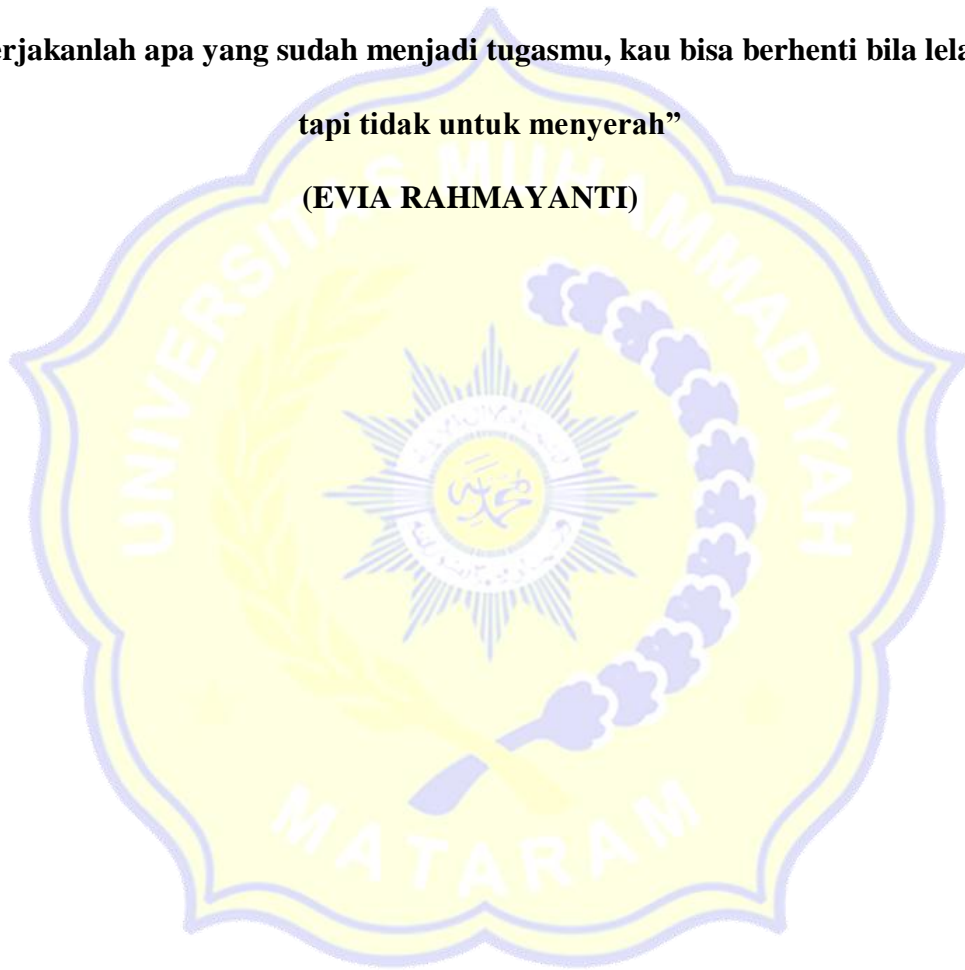 erjakanlah apa yang sudah menjadi tugasmu, kau bisa berhenti bila lela
tapi tidak untuk menyerah”
(EVIA RAHMAYANTI)
UNIVERSITAS MUHAMMADIYAH
MATARAM